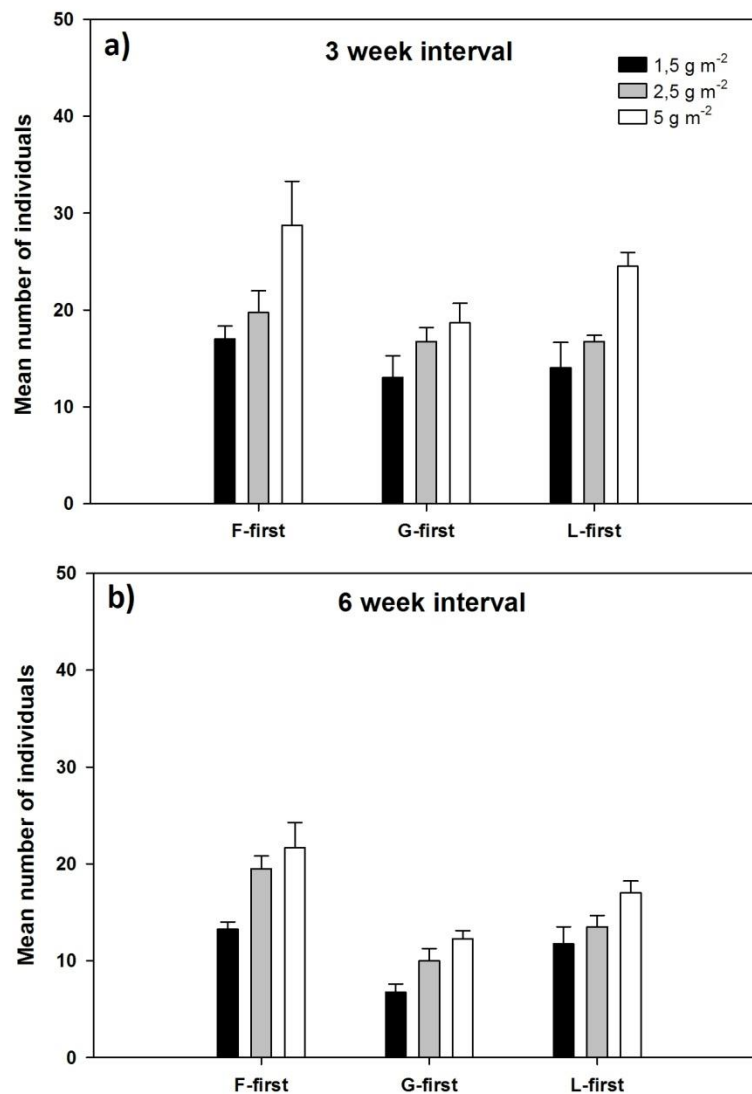 a)
3 week interval
1,5 g m⁻²
2,5 g m⁻²
5 g m⁻²
Mean number of individuals
50
40
30
20
10
0
F-first G-first L-first
b)
6 week interval
Mean number of individuals
50
40
30
20
10
0
F-first G-first L-first